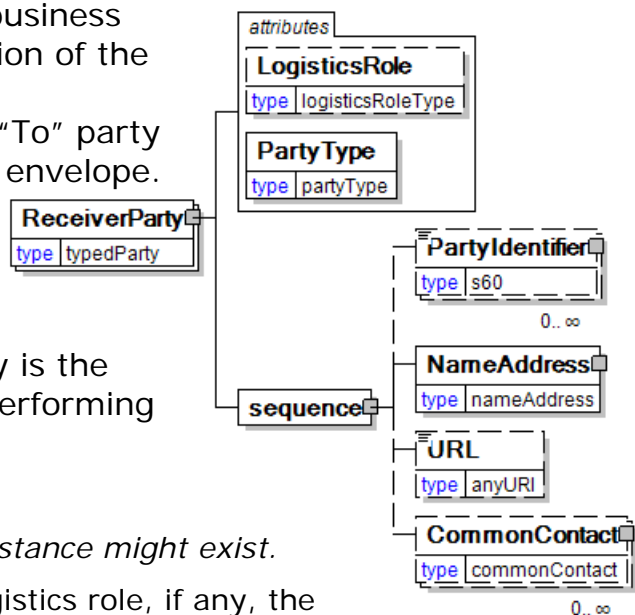 business
ion of the
"To" party
envelope.
y is the
erforming
stance might exist.
gistics role, if any, the
attributes
LogisticsRole
type logisticsRoleType
PartyType
type partyType
ReceiverParty
type typedParty
sequence
PartyIdentifier
type s60
0.. ∞
NameAddress
type nameAddress
URL
type anyURI
CommonContact
type commonContact
0.. ∞